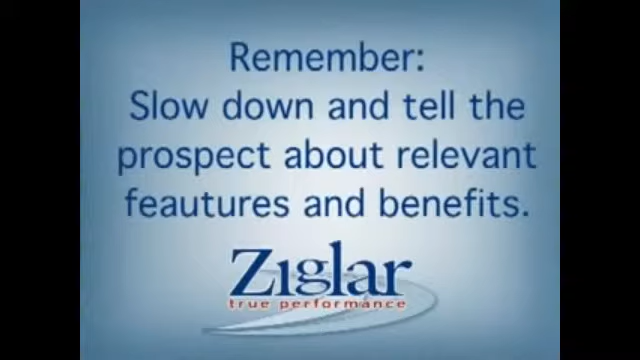 Remember:
Slow down and tell the
prospect about relevant
feautures and benefits.
Ziglar
true performance